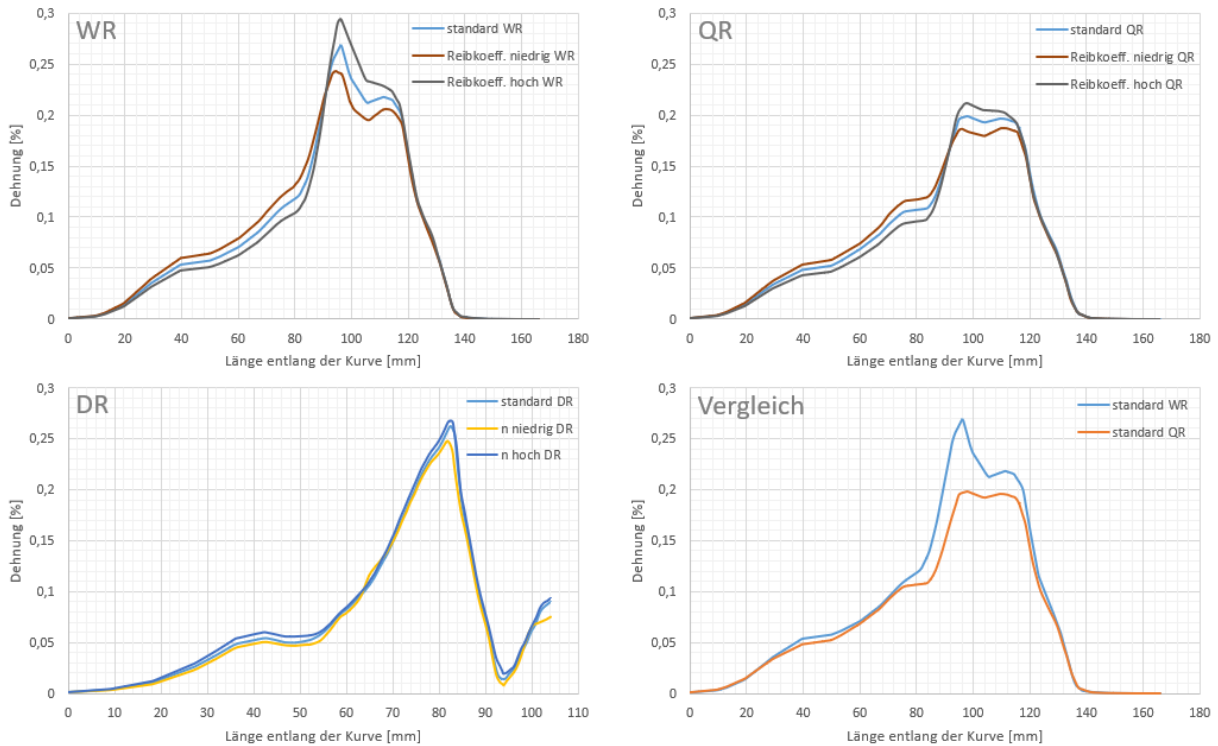 WR
0,3
0,25
0,2
0,15
0,1
0,05
0
Dehnung [%]
standard WR
Reibkoeff. niedrig WR
Reibkoeff. hoch WR
0 20 40 60 80 100 120 140 160 180
Länge entlang der Kurve [mm]
QR
0,3
0,25
0,2
0,15
0,1
0,05
0
Dehnung [%]
standard QR
Reibkoeff. niedrig QR
Reibkoeff. hoch QR
0 20 40 60 80 100 120 140 160 180
Länge entlang der Kurve [mm]
DR
0,3
0,25
0,2
0,15
0,1
0,05
0
Dehnung [%]
standard DR
n niedrig DR
n hoch DR
0 10 20 30 40 50 60 70 80 90 100 110
Länge entlang der Kurve [mm]
Vergleich
0,3
0,25
0,2
0,15
0,1
0,05
0
Dehnung [%]
standard WR
standard QR
0 20 40 60 80 100 120 140 160 180
Länge entlang der Kurve [mm]